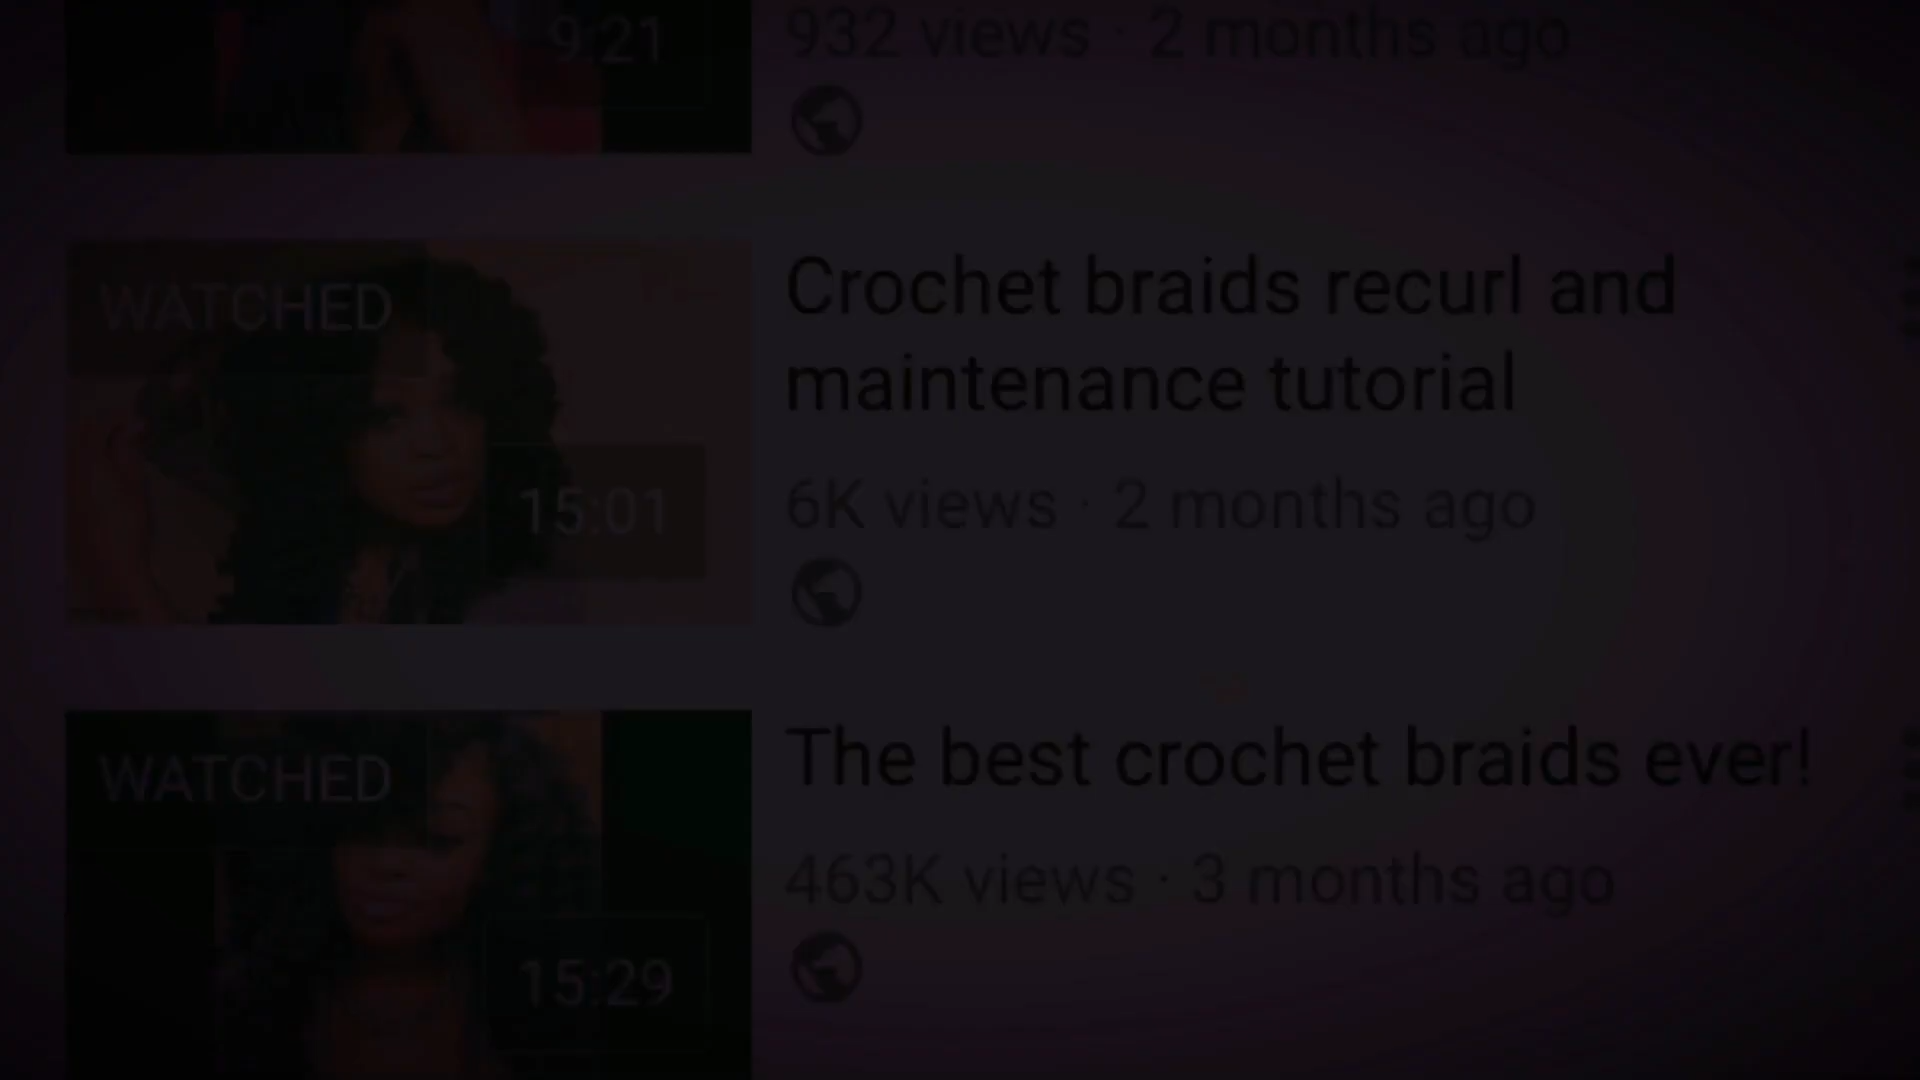 9:21
932 views · 2 months ago
WATCHED
15:01
Crochet braids recurl and
maintenance tutorial
6K views · 2 months ago
WATCHED
15:29
The best crochet braids ever!
463K views · 3 months ago